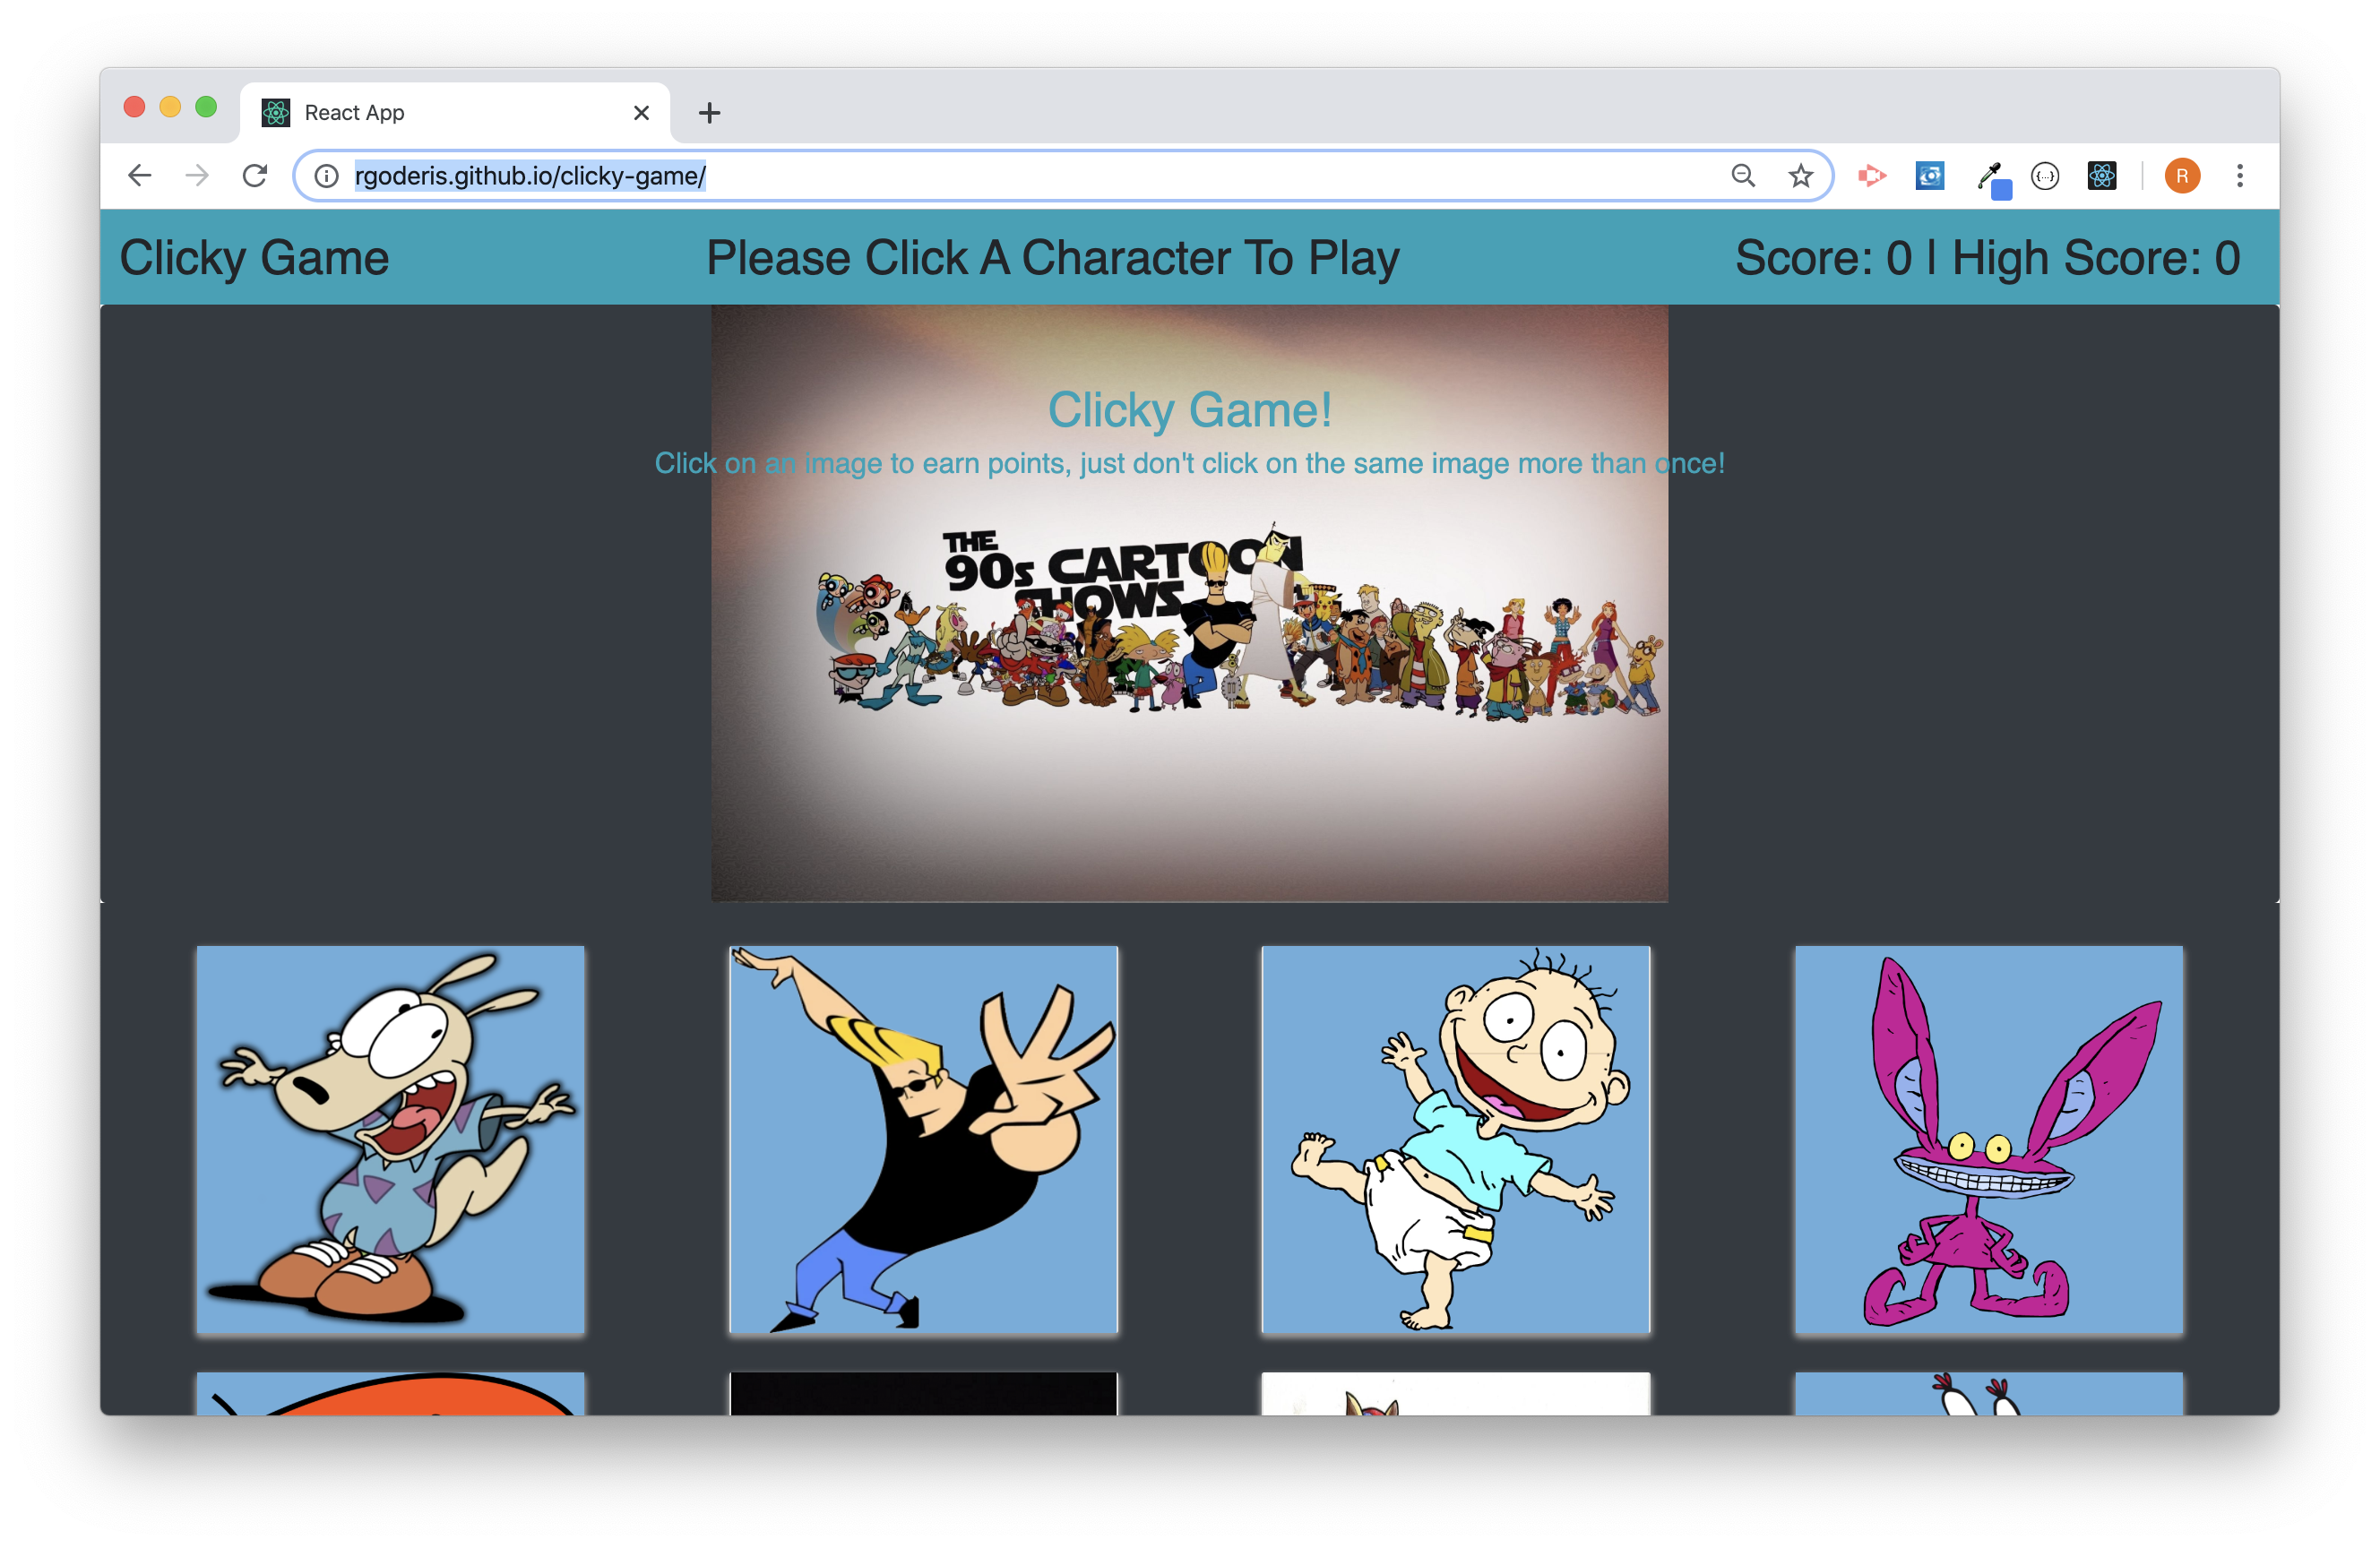 React App
rgoderis.github.io/clicky-game/
R
Clicky Game
Please Click A Character To Play
Score: 0 | High Score: 0
Clicky Game!
Click on an image to earn points, just don't click on the same image more than once!
THE
90s CARTOON
SHOWS